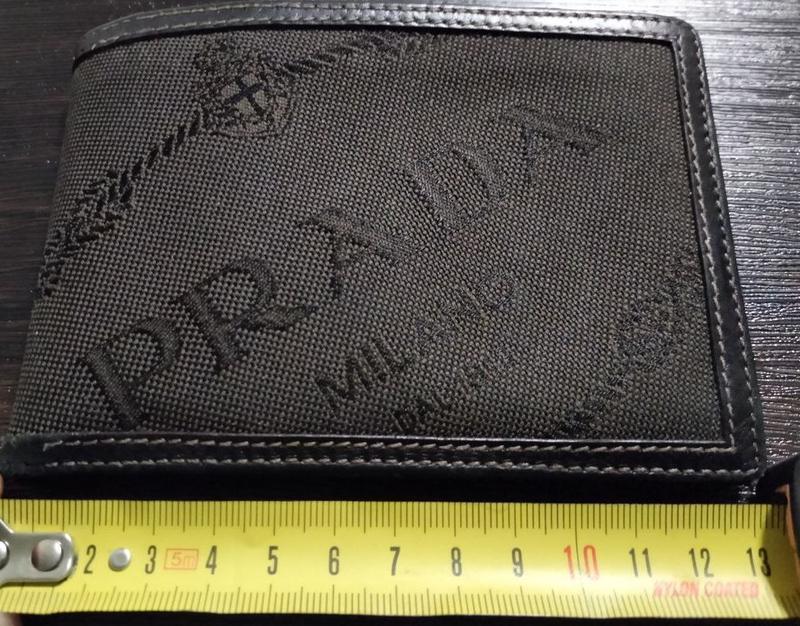 PRADA
MILANO
2 3 5m 4 5 6 7 8 9 10 11 12 13
NYLON COATED